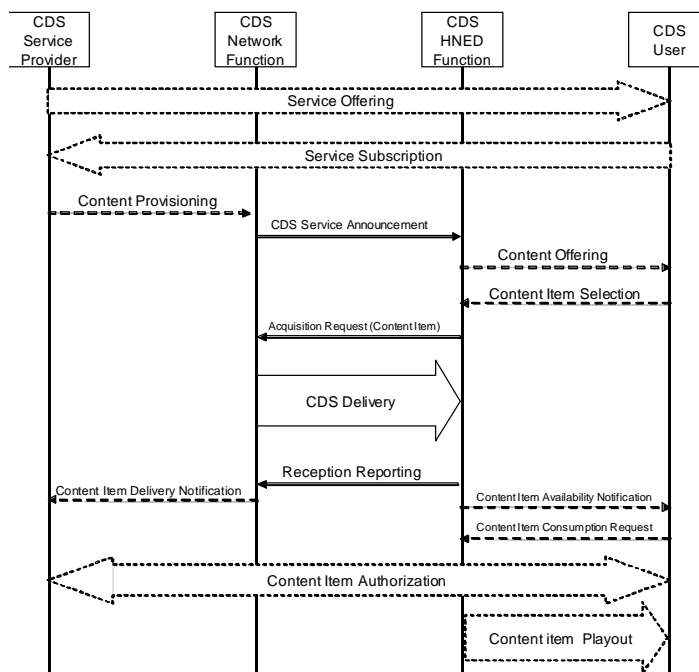 CDS
Service
Provider
CDS
Network
Function
CDS
HNED
Function
CDS
User
Service Offering
Service Subscription
Content Provisioning
CDS Service Announcement
Content Offering
Content Item Selection
Acquisition Request (Content Item)
CDS Delivery
Reception Reporting
Content Item Delivery Notification
Content Item Availability Notification
Content Item Consumption Request
Content Item Authorization
Content item Playout